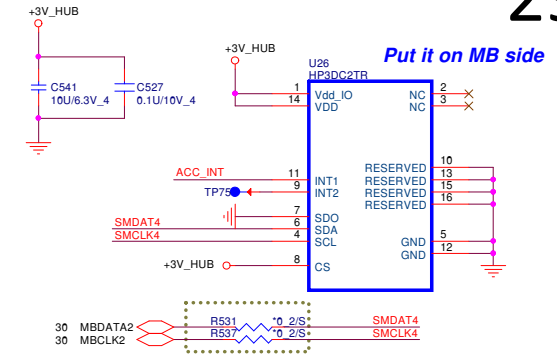 +3V_HUB
C541
10U/6.3V_4
C527
0.1U/10V_4
+3V_HUB
U26
HP3DC2TR
Put it on MB side
1 Vdd_IO
14 VDD
NC 2
NC 3
RESERVED 10
RESERVED 13
RESERVED 15
RESERVED 16
ACC_INT 11 INT1
TP75 9 INT2
7 SDO
SMDAT4 6 SDA
SMCLK4 4 SCL
GND 5
GND 12
+3V_HUB 8 CS
30 MBDATA2 R531 *0_2/S SMDAT4
30 MBCLK2 R537 *0_2/S SMCLK4